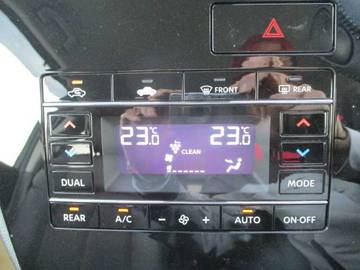 FRONT
REAR
23.0°C
23.0°C
CLEAN
DUAL
MODE
REAR
A/C
−
+
AUTO
ON·OFF